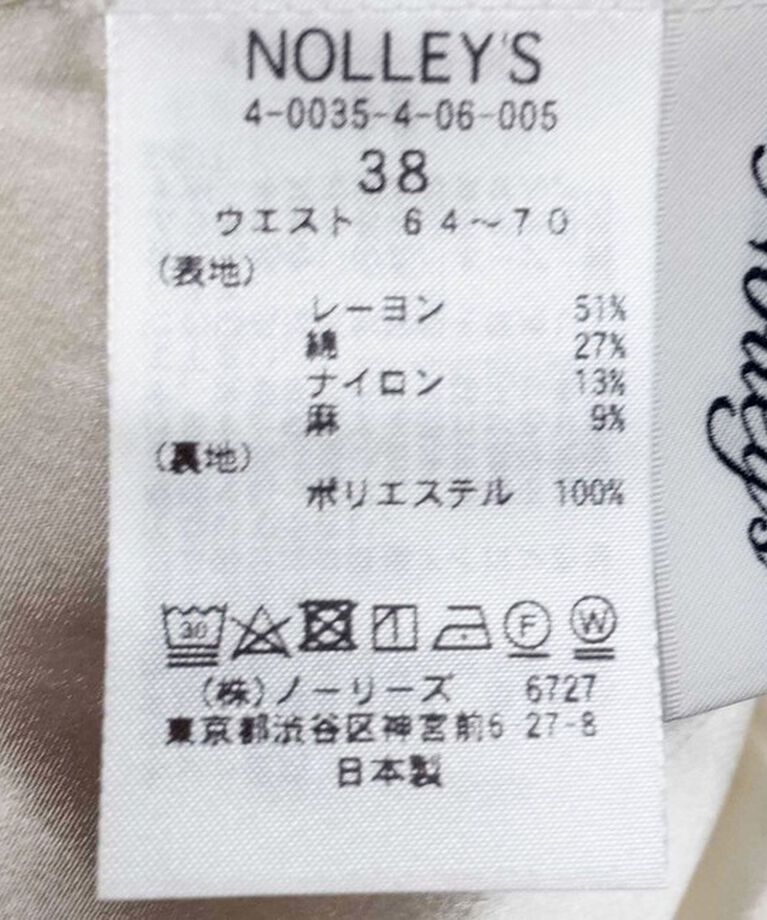 NOLLEY'S
4-0035-4-06-005
38
ウエスト 64~70
(表地)
レーヨン 51%
綿 27%
ナイロン 13%
麻 9%
(裏地)
ポリエステル 100%
30
F W
(株)ノーリーズ 6727
東京都渋谷区神宮前6 27-8
日本製